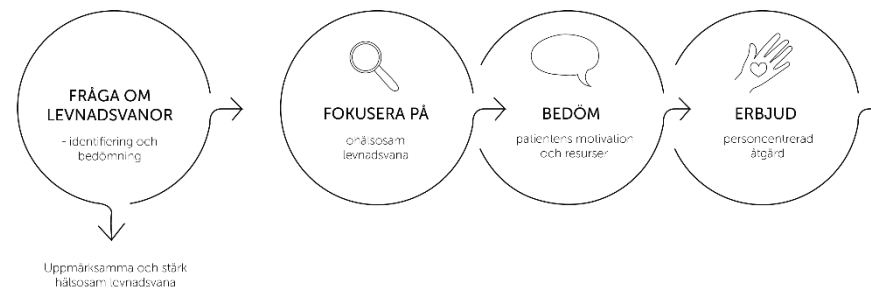 FRÅGA OM
LEVNADSVANOR
- identifiering och
bedömning
Uppmärksamma och stärk
hälsosam levnadsvana
FOKUSERA PÅ
ohälsosam
levnadsvana
BEDÖM
patientens motivation
och resurser
ERBJUD
personcentrerad
åtgärd